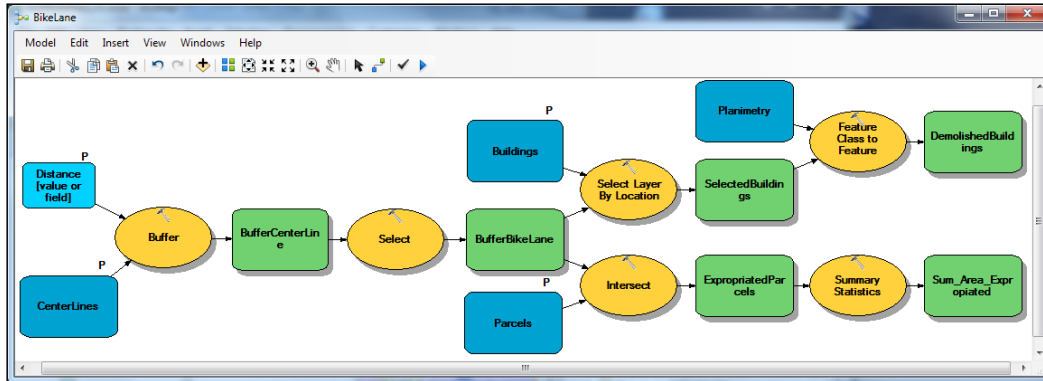 BikeLane
Model Edit Insert View Windows Help
P
Distance
[value or
field]
P
CenterLines
Buffer
BufferCenterLin
e
Select
BufferBikeLane
P
Buildings
P
Parcels
Select Layer
By Location
Intersect
SelectedBuildin
gs
ExpropriatedPar
cels
Planimetry
Feature
Class to
Feature
Summary
Statistics
DemolishedBuild
ings
Sum_Area_Expr
opiated